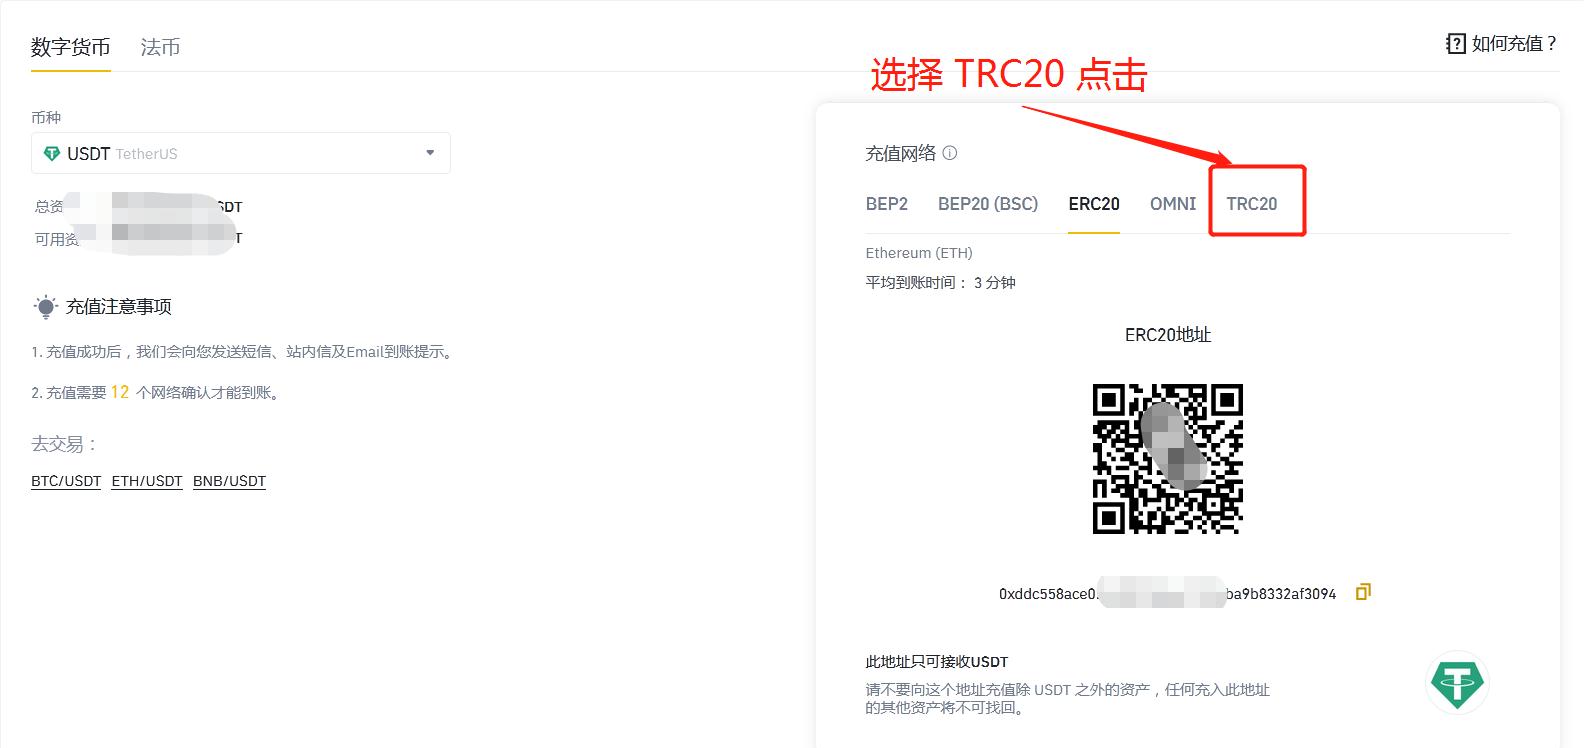 数字货币 法币
如何充值？
选择 TRC20 点击
币种
USDT TetherUS
总资 SDT
可用资 T
充值注意事项
1. 充值成功后，我们会向您发送短信、站内信及Email到账提示。
2. 充值需要 12 个网络确认才能到账。
去交易：
BTC/USDT ETH/USDT BNB/USDT
充值网络
BEP2 BEP20 (BSC) ERC20 OMNI TRC20
Ethereum (ETH)
平均到账时间： 3 分钟
ERC20地址
0xddc558ace0 ba9b8332af3094
此地址只可接收USDT
请不要向这个地址充值除 USDT 之外的资产，任何充入此地址
的其他资产将不可找回。